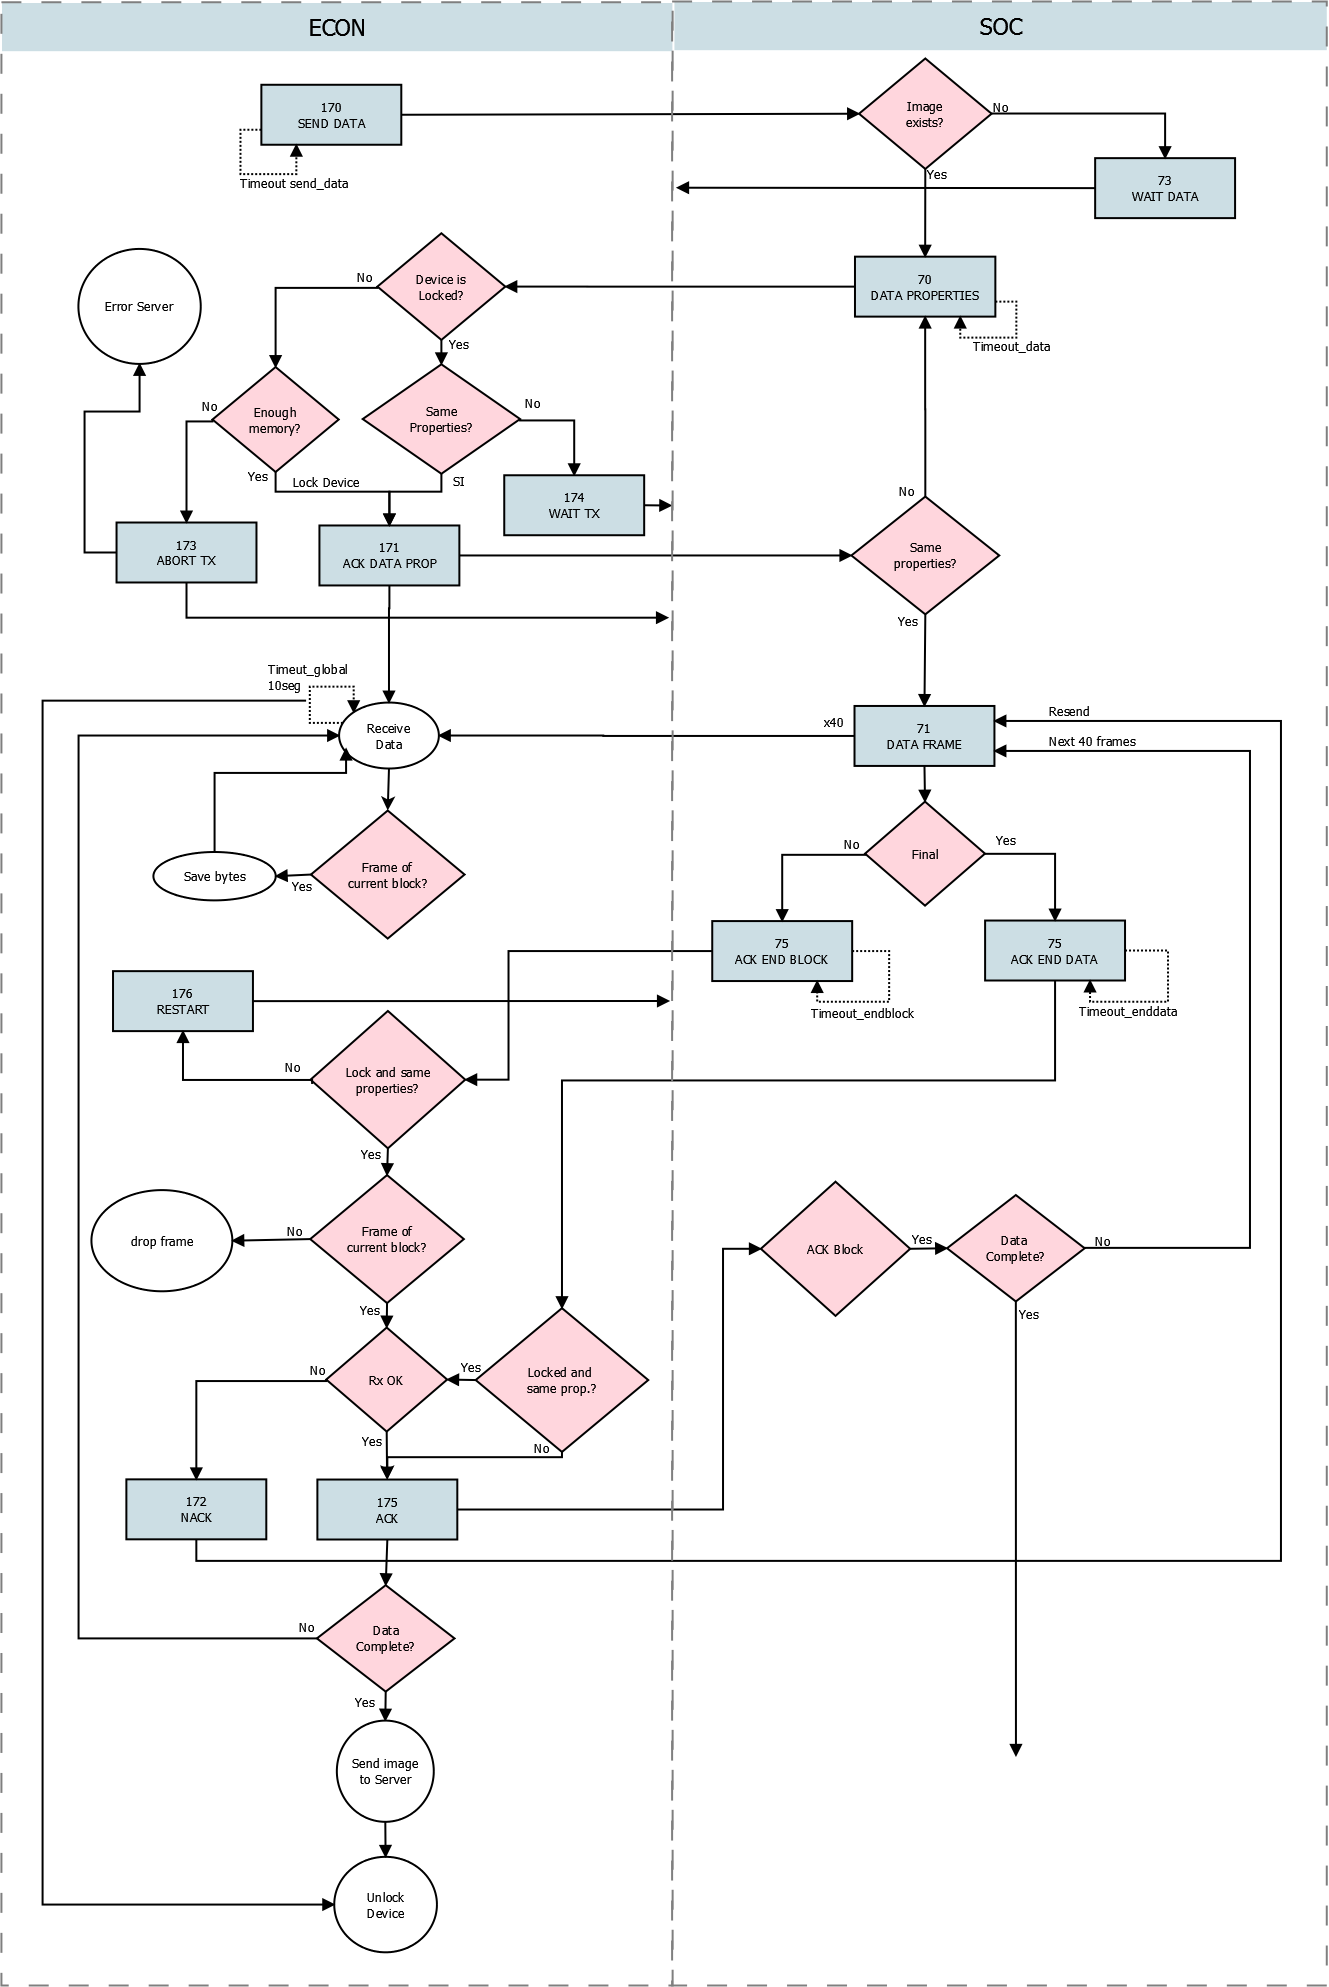 ECON
SOC
170
SEND DATA
Timeout send_data
Image
exists?
No
Yes
73
WAIT DATA
Error Server
No
Device is
Locked?
Yes
70
DATA PROPERTIES
Timeout_data
No
Enough
memory?
Yes
Lock Device
Same
Properties?
No
SI
174
WAIT TX
173
ABORT TX
171
ACK DATA PROP
No
Same
properties?
Yes
Timeut_global
10seg
Receive
Data
x40
71
DATA FRAME
Resend
Next 40 frames
Save bytes
Yes
Frame of
current block?
No
Final
Yes
75
ACK END BLOCK
Timeout_endblock
75
ACK END DATA
Timeout_enddata
176
RESTART
No
Lock and same
properties?
Yes
drop frame
No
Frame of
current block?
Yes
ACK Block
Yes
Data
Complete?
No
Yes
No
Rx OK
Yes
Yes
Locked and
same prop.?
No
172
NACK
175
ACK
No
Data
Complete?
Yes
Send image
to Server
Unlock
Device